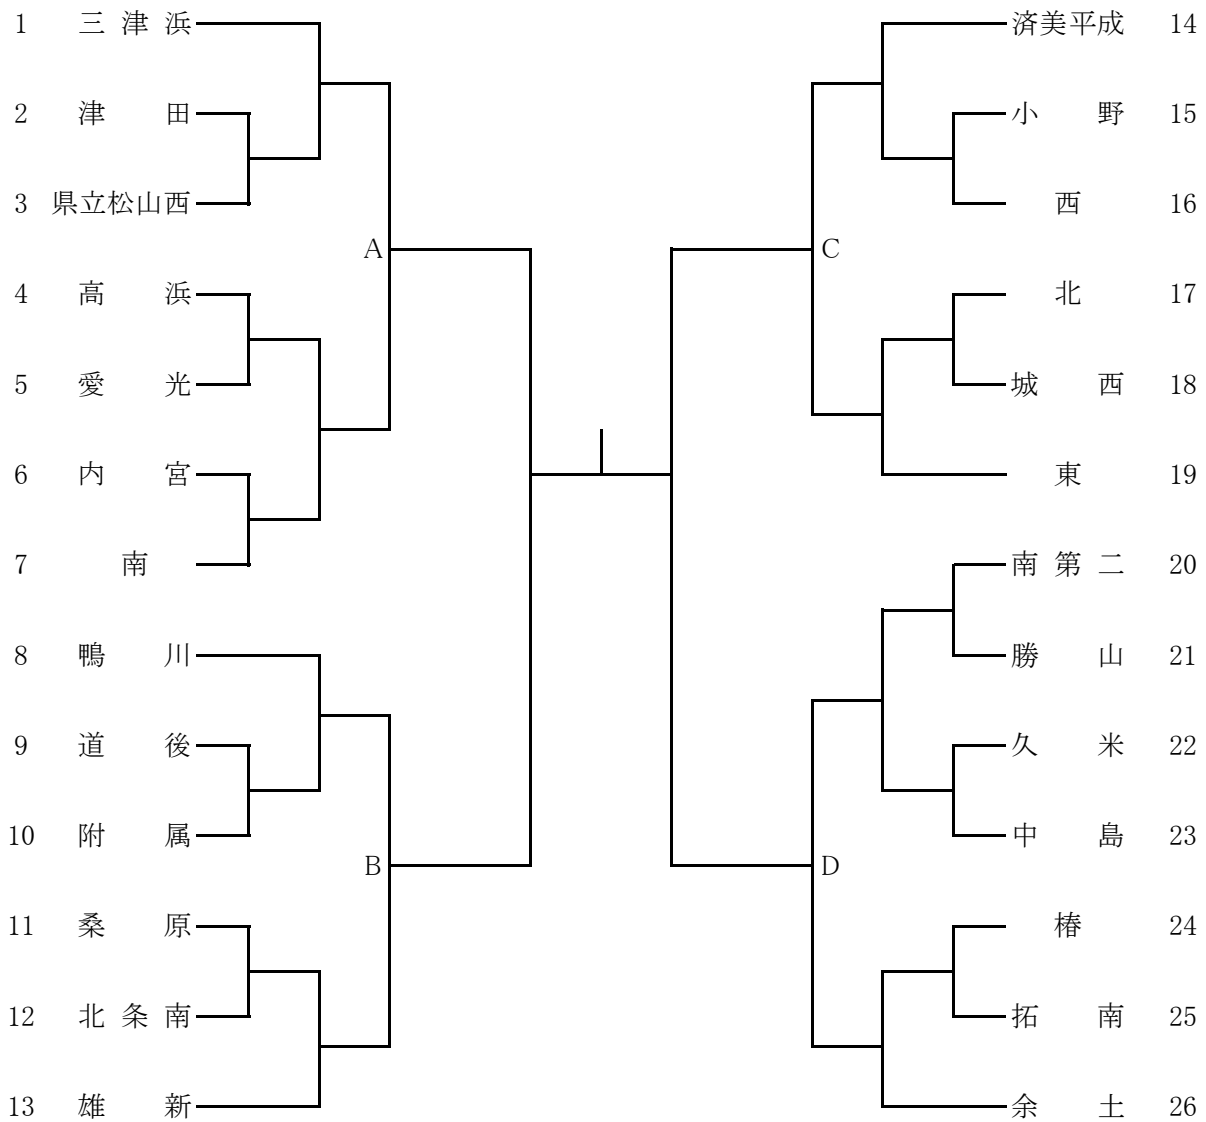 1 三津浜
2 津田
3 県立松山西
A
4 高浜
5 愛光
6 内宮
7 南
8 鴨川
9 道後
10 附属
B
11 桑原
12 北条南
13 雄新
済美平成 14
小野 15
西 16
C
北 17
城西 18
東 19
南第二 20
勝山 21
久米 22
中島 23
D
椿 24
拓南 25
余土 26